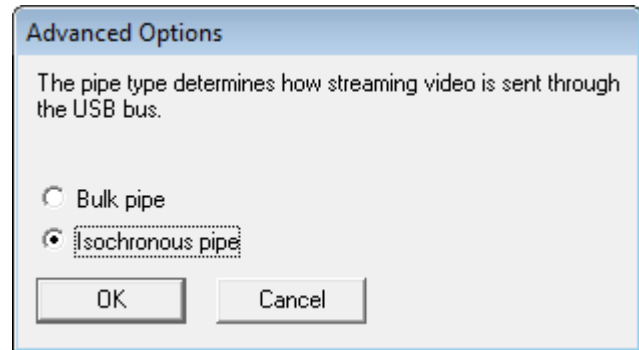 Advanced Options
The pipe type determines how streaming video is sent through
the USB bus.
Bulk pipe
Isochronous pipe
OK Cancel